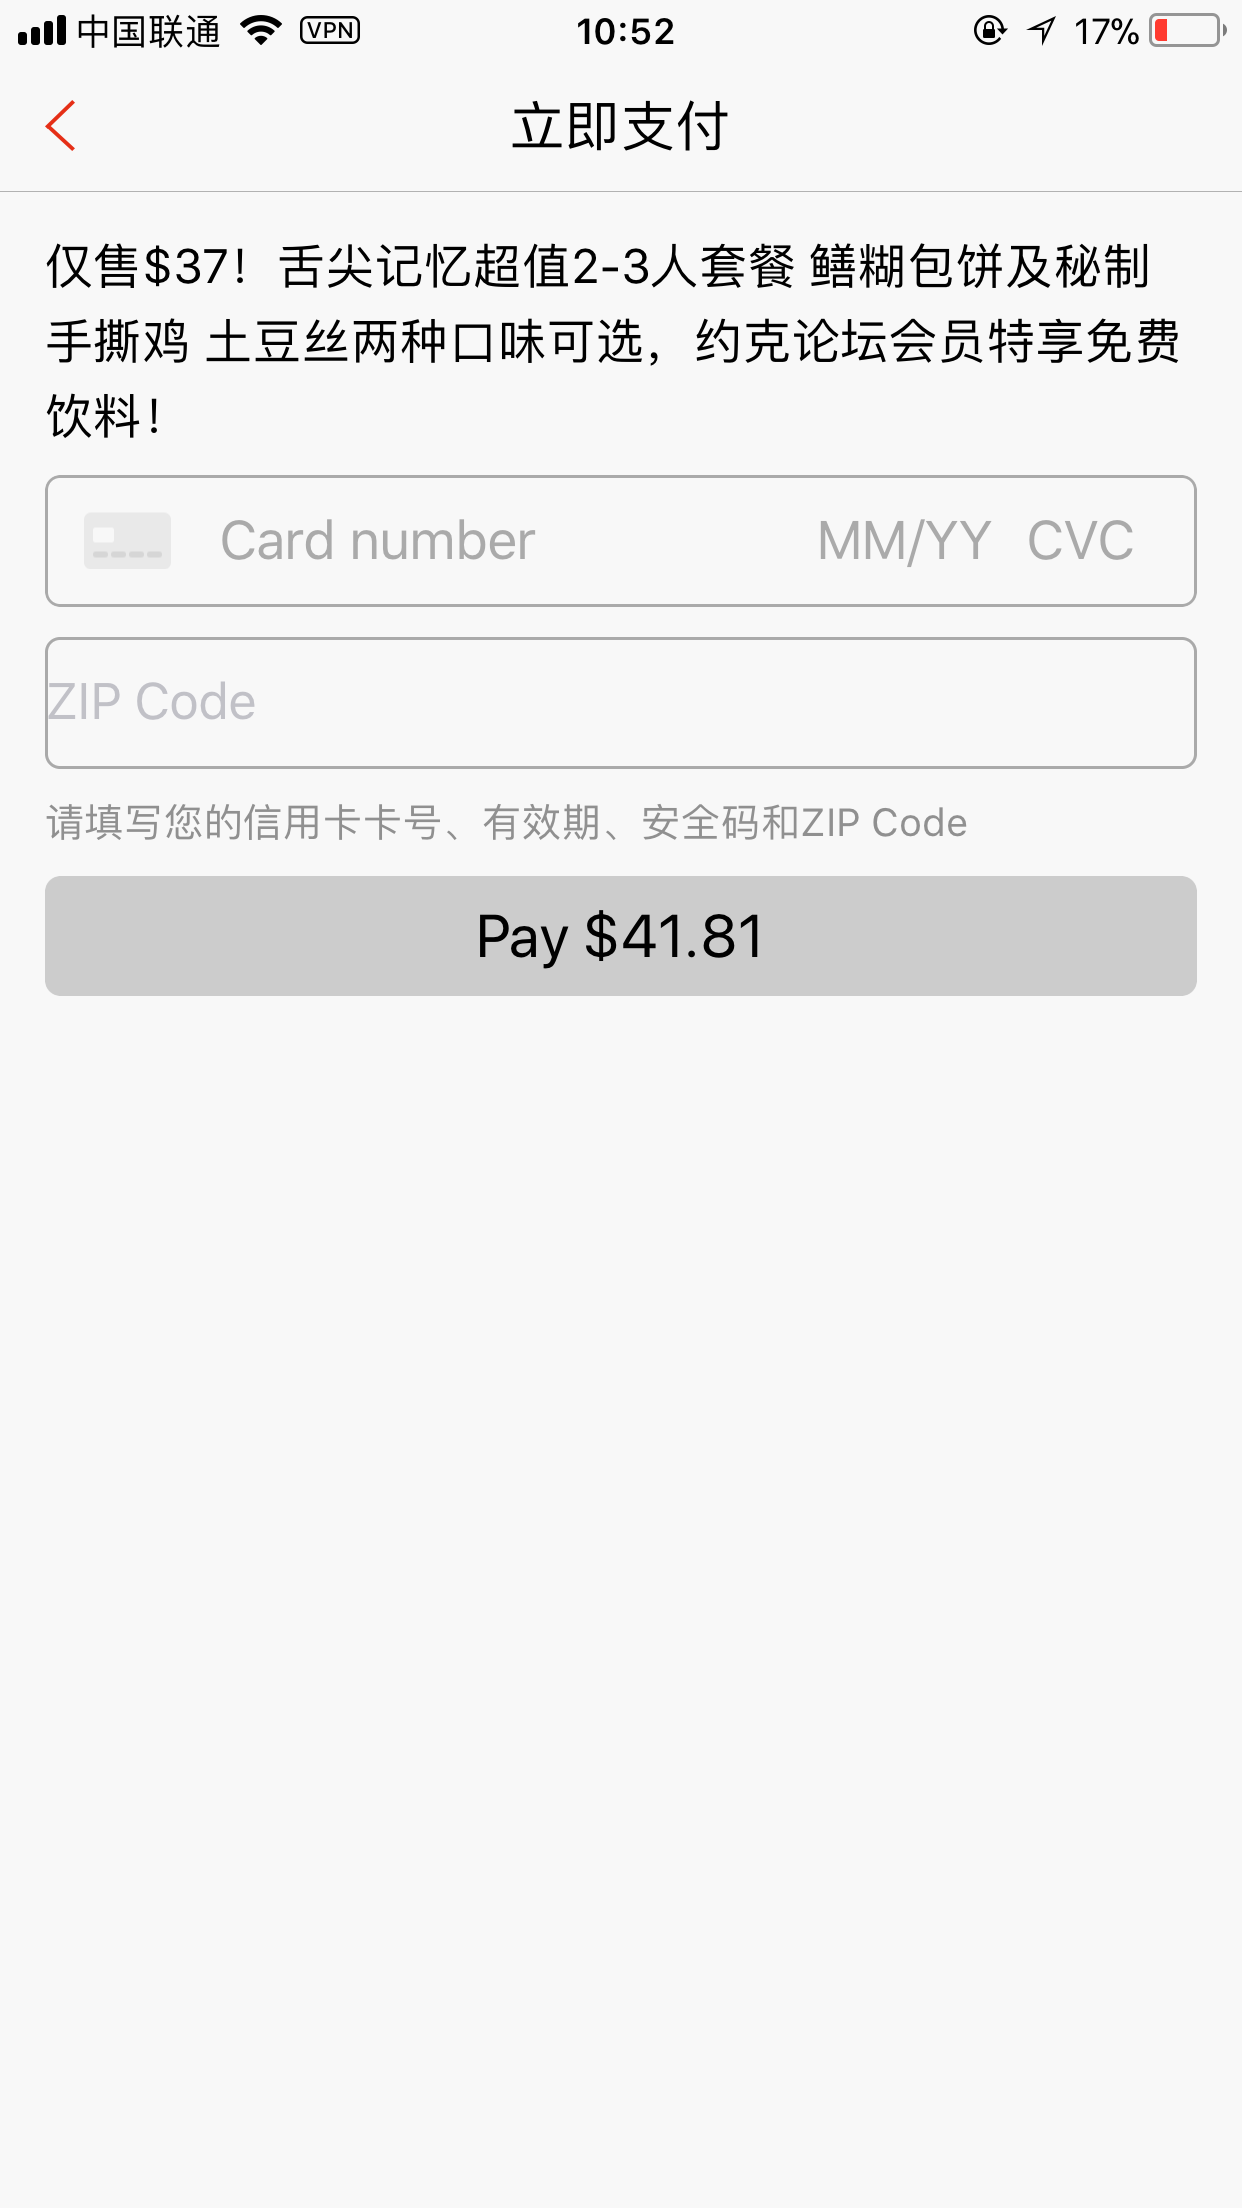 中国联通 VPN 10:52 17%
立即支付
仅售$37！舌尖记忆超值2-3人套餐 鳝糊包饼及秘制
手撕鸡 土豆丝两种口味可选，约克论坛会员特享免费
饮料！
Card number MM/YY CVC
ZIP Code
请填写您的信用卡卡号、有效期、安全码和ZIP Code
Pay $41.81